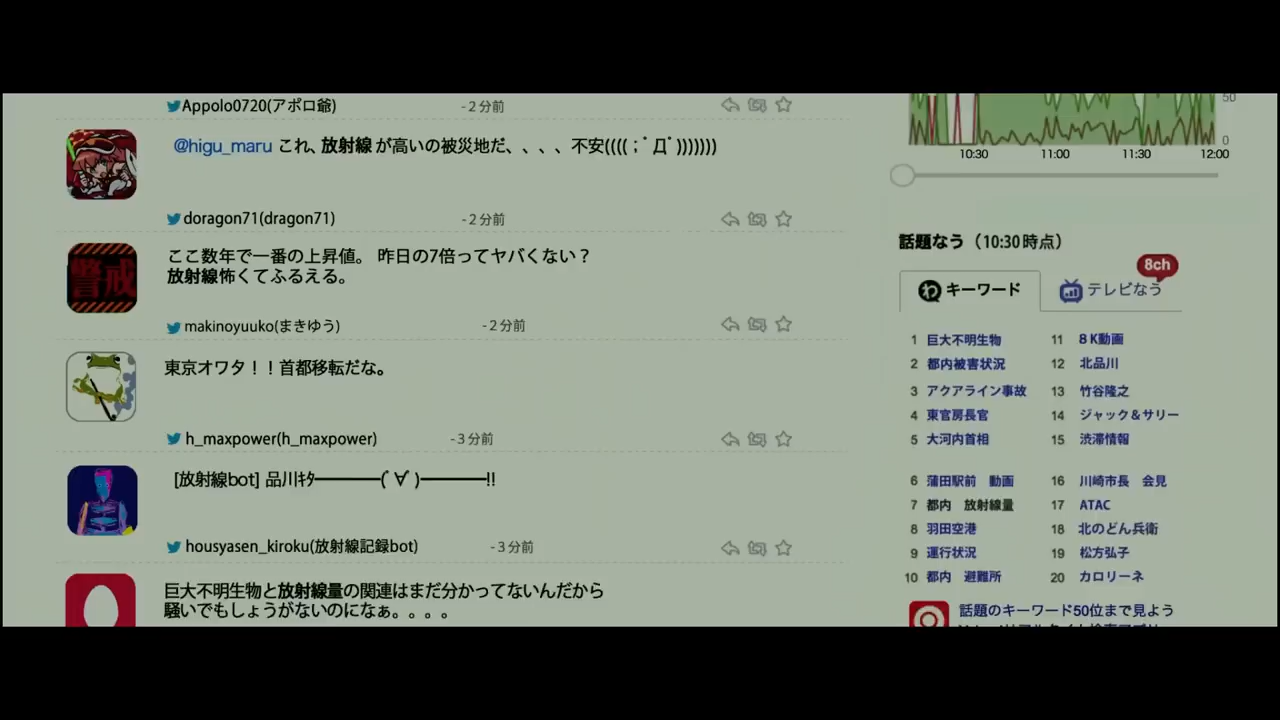 Appolo0720(アポロ爺) - 2 分前
@higu_maru これ、放射線 が高いの被災地だ、、、、不安((((；ﾟДﾟ)))))))
doragon71(dragon71) - 2 分前
警戒
ここ数年で一番の上昇値。 昨日の7倍ってヤバくない？
放射線怖くてふるえる。
makinoyuuko(まきゆう) - 2 分前
東京オワタ！！首都移転だな。
h_maxpower(h_maxpower) - 3 分前
[放射線bot] 品川ｷﾀ━━━━(ﾟ∀ﾟ)━━━━!!
housyasen_kiroku(放射線記録bot) - 3 分前
巨大不明生物と放射線量の関連はまだ分かってないんだから
騒いでもしょうがないのになぁ。。。。
50
0
10:30 11:00 11:30 12:00
話題なう（10:30 時点）
8ch
わ キーワード テレビなう
1 巨大不明生物
2 都内被害状況
3 アクアライン事故
4 東官房長官
5 大河内首相
6 蒲田駅前 動画
7 都内 放射線量
8 羽田空港
9 運行状況
10 都内 避難所
11 8K動画
12 北品川
13 竹谷隆之
14 ジャック＆サリー
15 渋滞情報
16 川崎市長 会見
17 ATAC
18 北のどん兵衛
19 松方弘子
20 カロリーネ
話題のキーワード50位まで見よう